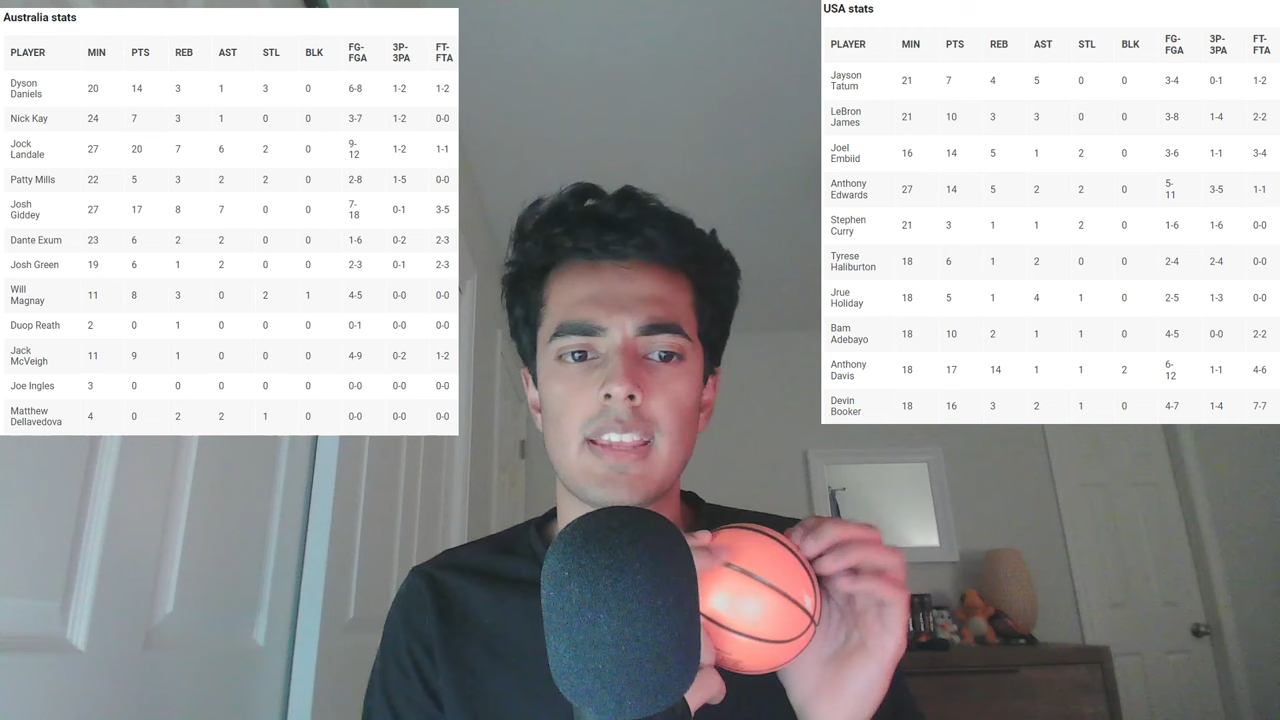 Australia stats
PLAYER MIN PTS REB AST STL BLK FG-FGA 3P-3PA FT-FTA
Dyson Daniels 20 14 3 1 3 0 6-8 1-2 1-2
Nick Kay 24 7 3 1 0 0 3-7 1-2 0-0
Jock Landale 27 20 7 6 2 0 9-12 1-2 1-1
Patty Mills 22 5 3 2 2 0 2-8 1-5 0-0
Josh Giddey 27 17 8 7 0 0 7-18 0-1 3-5
Dante Exum 23 6 2 2 0 0 1-6 0-2 2-3
Josh Green 19 6 1 2 0 0 2-3 0-1 2-3
Will Magnay 11 8 3 0 2 1 4-5 0-0 0-0
Duop Reath 2 0 1 0 0 0 0-1 0-0 0-0
Jack McVeigh 11 9 1 0 0 0 4-9 0-2 1-2
Joe Ingles 3 0 0 0 0 0 0-0 0-0 0-0
Matthew Dellavedova 4 0 2 2 1 0 0-0 0-0 0-0
USA stats
PLAYER MIN PTS REB AST STL BLK FG-FGA 3P-3PA FT-FTA
Jayson Tatum 21 7 4 5 0 0 3-4 0-1 1-2
LeBron James 21 10 3 3 0 0 3-8 1-4 2-2
Joel Embiid 16 14 5 1 2 0 3-6 1-1 3-4
Anthony Edwards 27 14 5 2 2 0 5-11 3-5 1-1
Stephen Curry 21 3 1 1 2 0 1-6 1-6 0-0
Tyrese Haliburton 18 6 1 2 0 0 2-4 2-4 0-0
Jrue Holiday 18 5 1 4 1 0 2-5 1-3 0-0
Bam Adebayo 18 10 2 1 1 0 4-5 0-0 2-2
Anthony Davis 18 17 14 1 1 2 6-12 1-1 4-6
Devin Booker 18 16 3 2 1 0 4-7 1-4 7-7